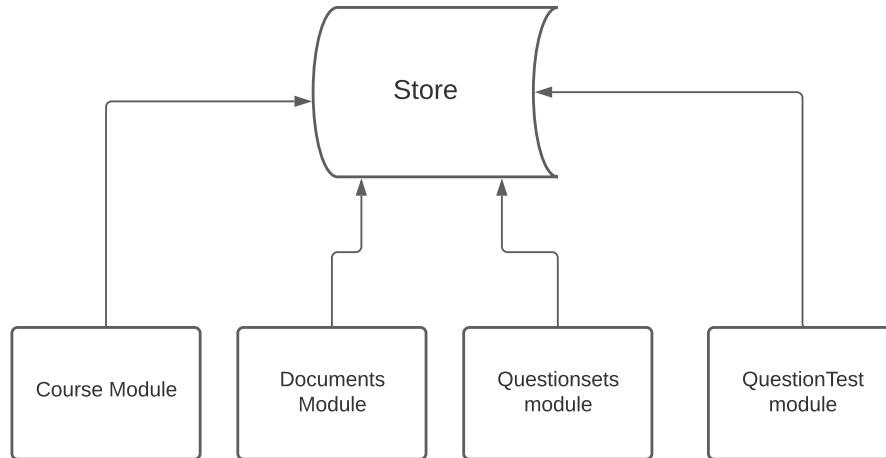 Store
Course Module
Documents
Module
Questionsets
module
QuestionTest
module